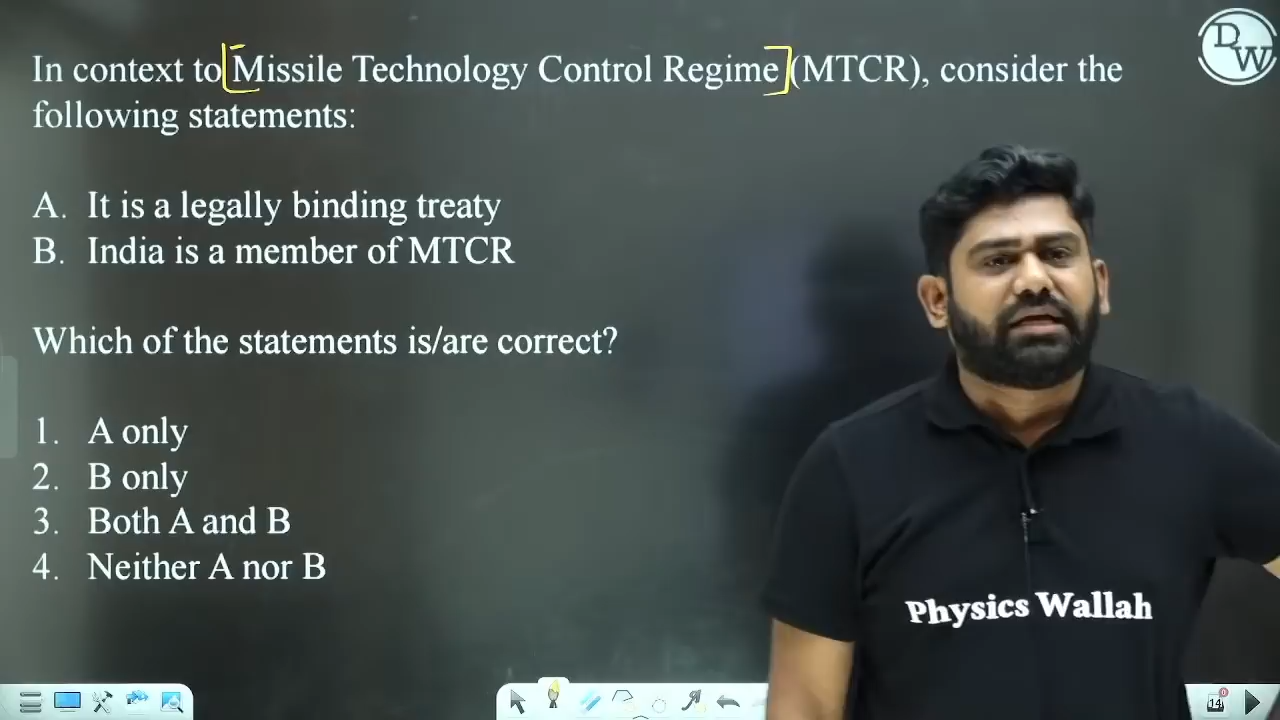 In context to [Missile Technology Control Regime] (MTCR), consider the
following statements:
A. It is a legally binding treaty
B. India is a member of MTCR
Which of the statements is/are correct?
1. A only
2. B only
3. Both A and B
4. Neither A nor B
PW
Physics Wallah
14